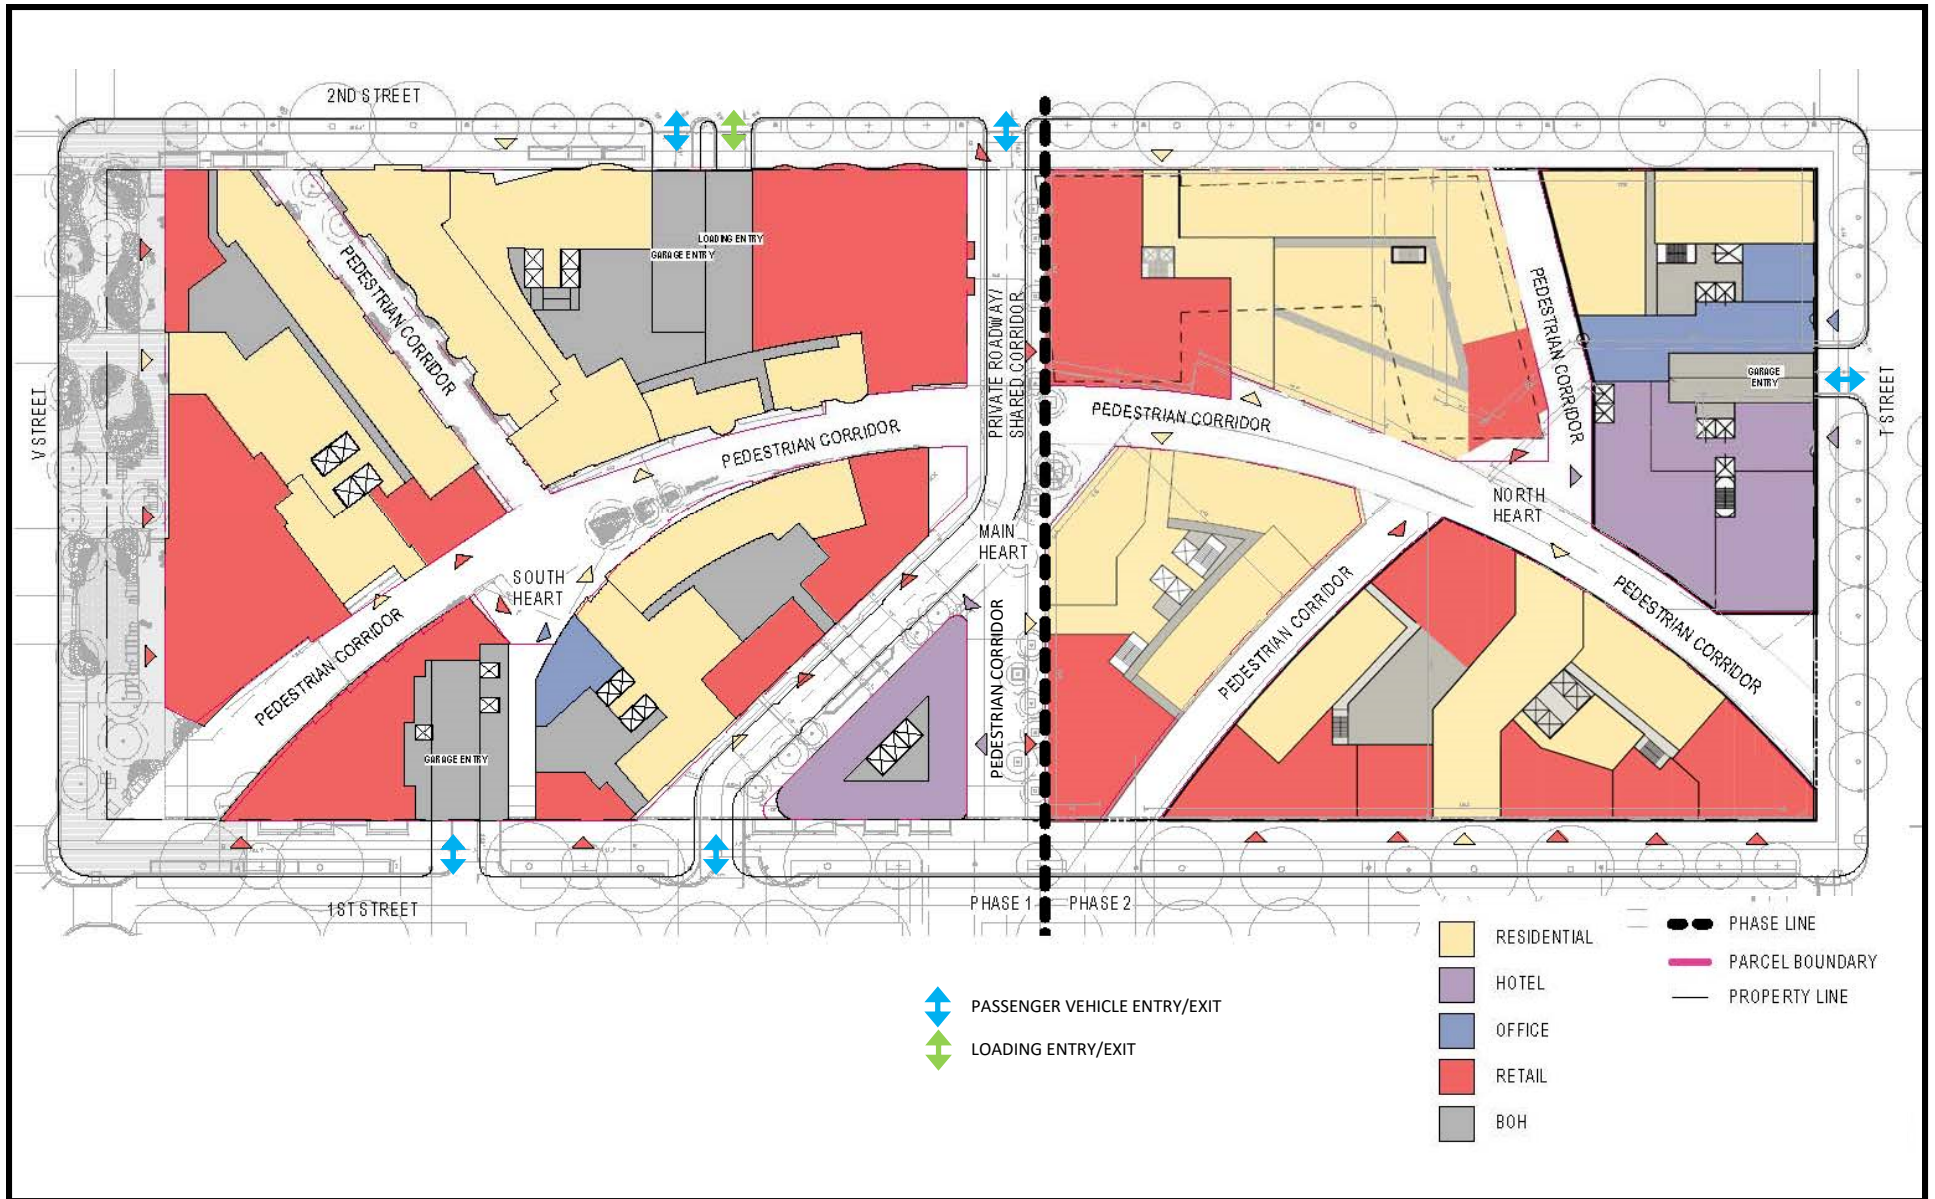 2ND STREET
LOADING ENTRY
GARAGE ENTRY
PEDESTRIAN CORRIDOR
PRIVATE ROADWAY/
SHARED CORRIDOR
PEDESTRIAN CORRIDOR
GARAGE
ENTRY
V STREET
T STREET
PEDESTRIAN CORRIDOR
PEDESTRIAN CORRIDOR
NORTH
HEART
MAIN
HEART
SOUTH
HEART
PEDESTRIAN CORRIDOR
PEDESTRIAN CORRIDOR
PEDESTRIAN CORRIDOR
PEDESTRIAN CORRIDOR
GARAGE ENTRY
1ST STREET
PHASE 1
PHASE 2
RESIDENTIAL
HOTEL
OFFICE
RETAIL
BOH
PHASE LINE
PARCEL BOUNDARY
PROPERTY LINE
PASSENGER VEHICLE ENTRY/EXIT
LOADING ENTRY/EXIT